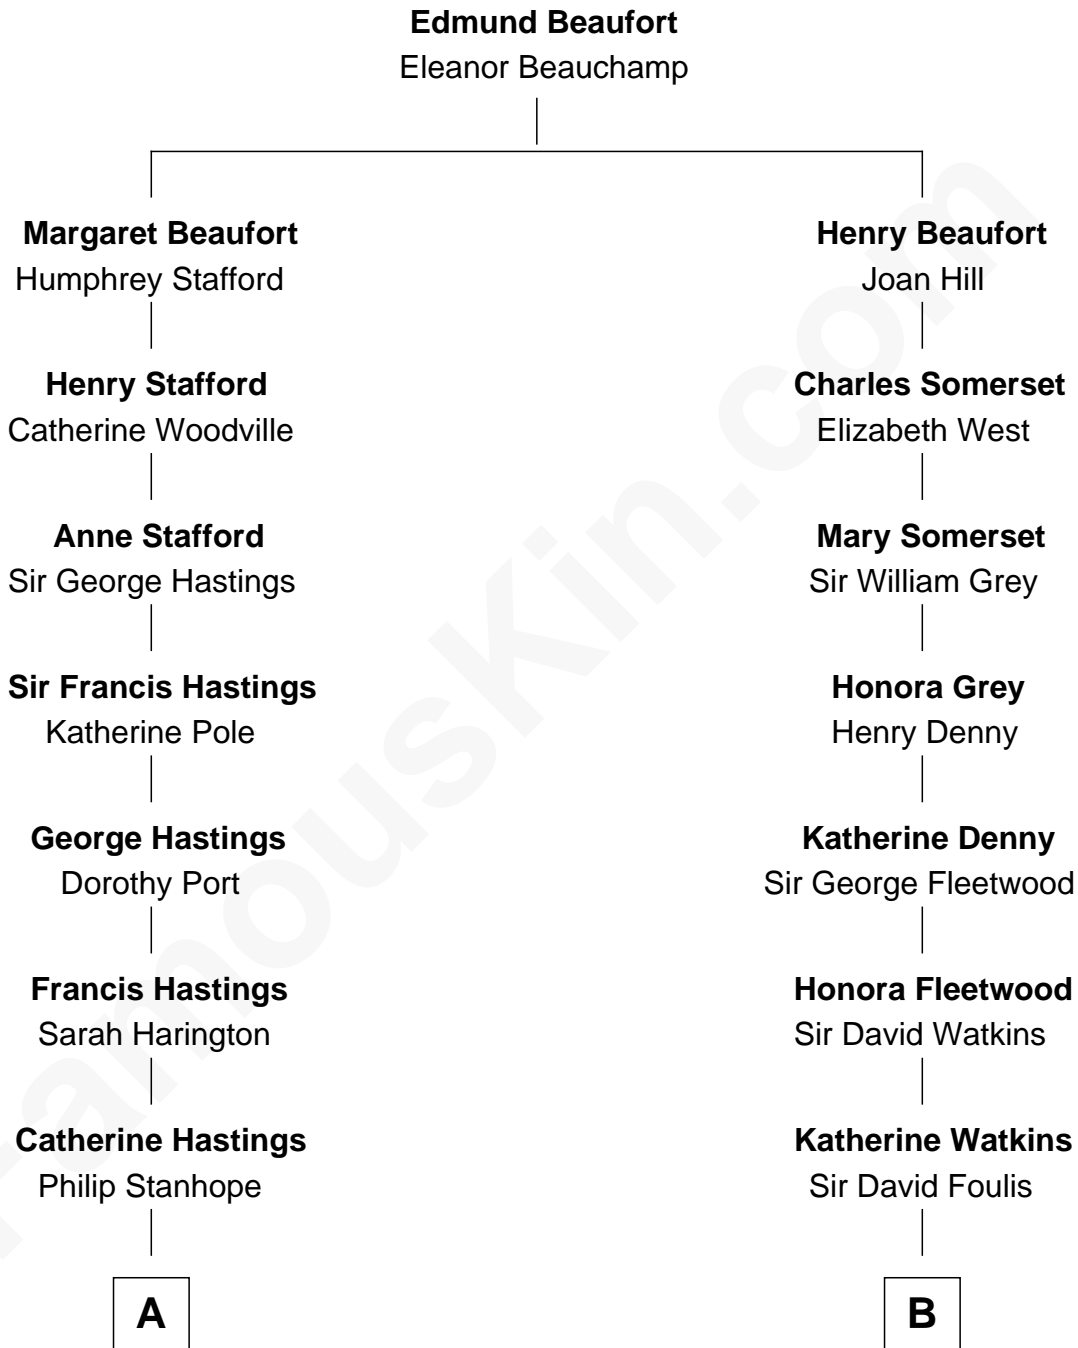 Edmund Beaufort
Eleanor Beauchamp
Margaret Beaufort
Humphrey Stafford
Henry Beaufort
Joan Hill
Henry Stafford
Catherine Woodville
Charles Somerset
Elizabeth West
Anne Stafford
Sir George Hastings
Mary Somerset
Sir William Grey
Sir Francis Hastings
Katherine Pole
Honora Grey
Henry Denny
George Hastings
Dorothy Port
Katherine Denny
Sir George Fleetwood
Francis Hastings
Sarah Harington
Honora Fleetwood
Sir David Watkins
Catherine Hastings
Philip Stanhope
Katherine Watkins
Sir David Foulis
A
B
FamousKin.com